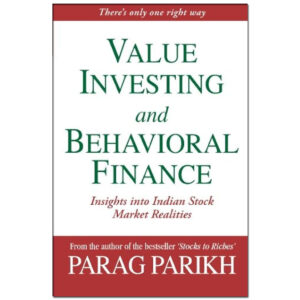 There's only one right way
VALUE
INVESTING
and
BEHAVIORAL
FINANCE
Insights into Indian Stock
Market Realities
From the author of the bestseller 'Stocks to Riches'
PARAG PARIKH